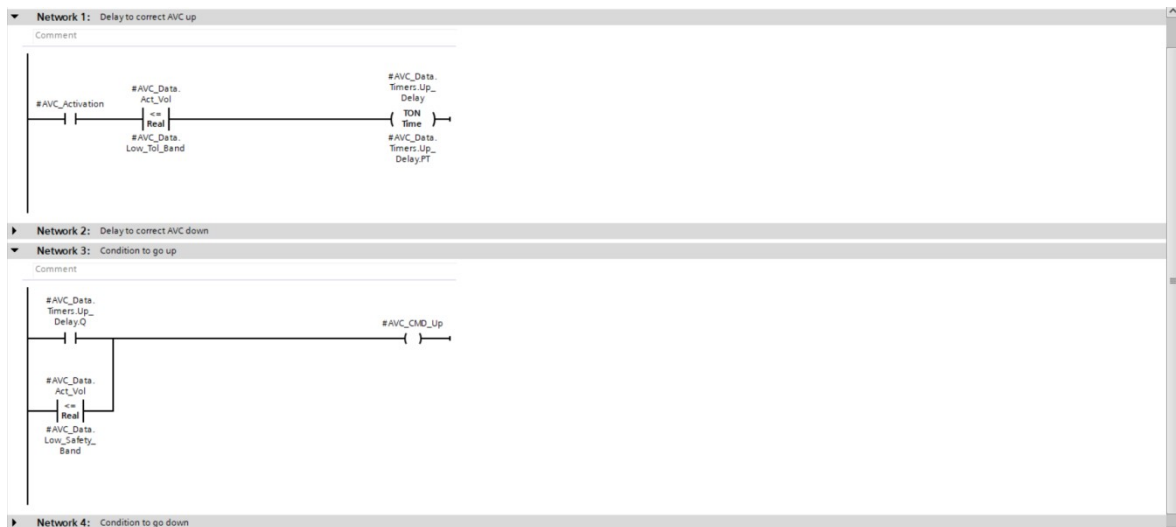 Network 1: Delay to correct AVC up
Comment
#AVC_Data.
Timers.Up_
Delay
#AVC_Data.
Act_Vol
#AVC_Activation
<=
Real
TON
Time
#AVC_Data.
Low_Tol_Band
#AVC_Data.
Timers.Up_
Delay.PT
Network 2: Delay to correct AVC down
Network 3: Condition to go up
Comment
#AVC_Data.
Timers.Up_
Delay.Q
#AVC_CMD_Up
#AVC_Data.
Act_Vol
<=
Real
#AVC_Data.
Low_Safety_
Band
Network 4: Condition to go down